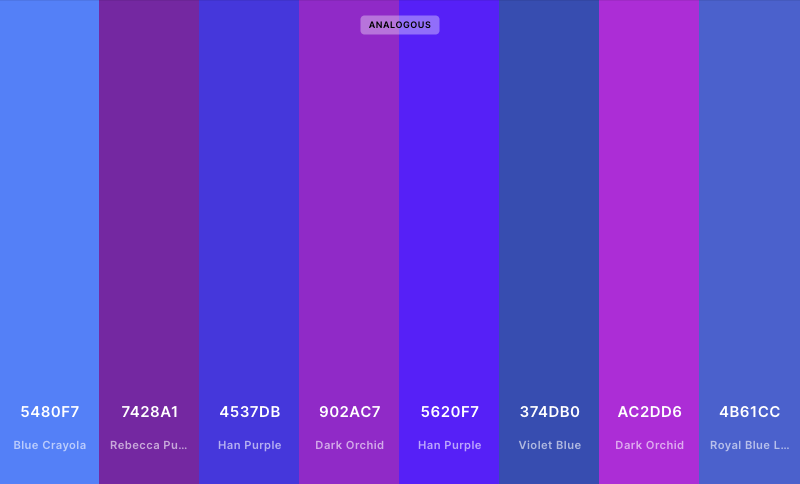 ANALOGOUS
5480F7 7428A1 4537DB 902AC7 5620F7 374DB0 AC2DD6 4B61CC
Blue Crayola Rebecca Pu... Han Purple Dark Orchid Han Purple Violet Blue Dark Orchid Royal Blue L...